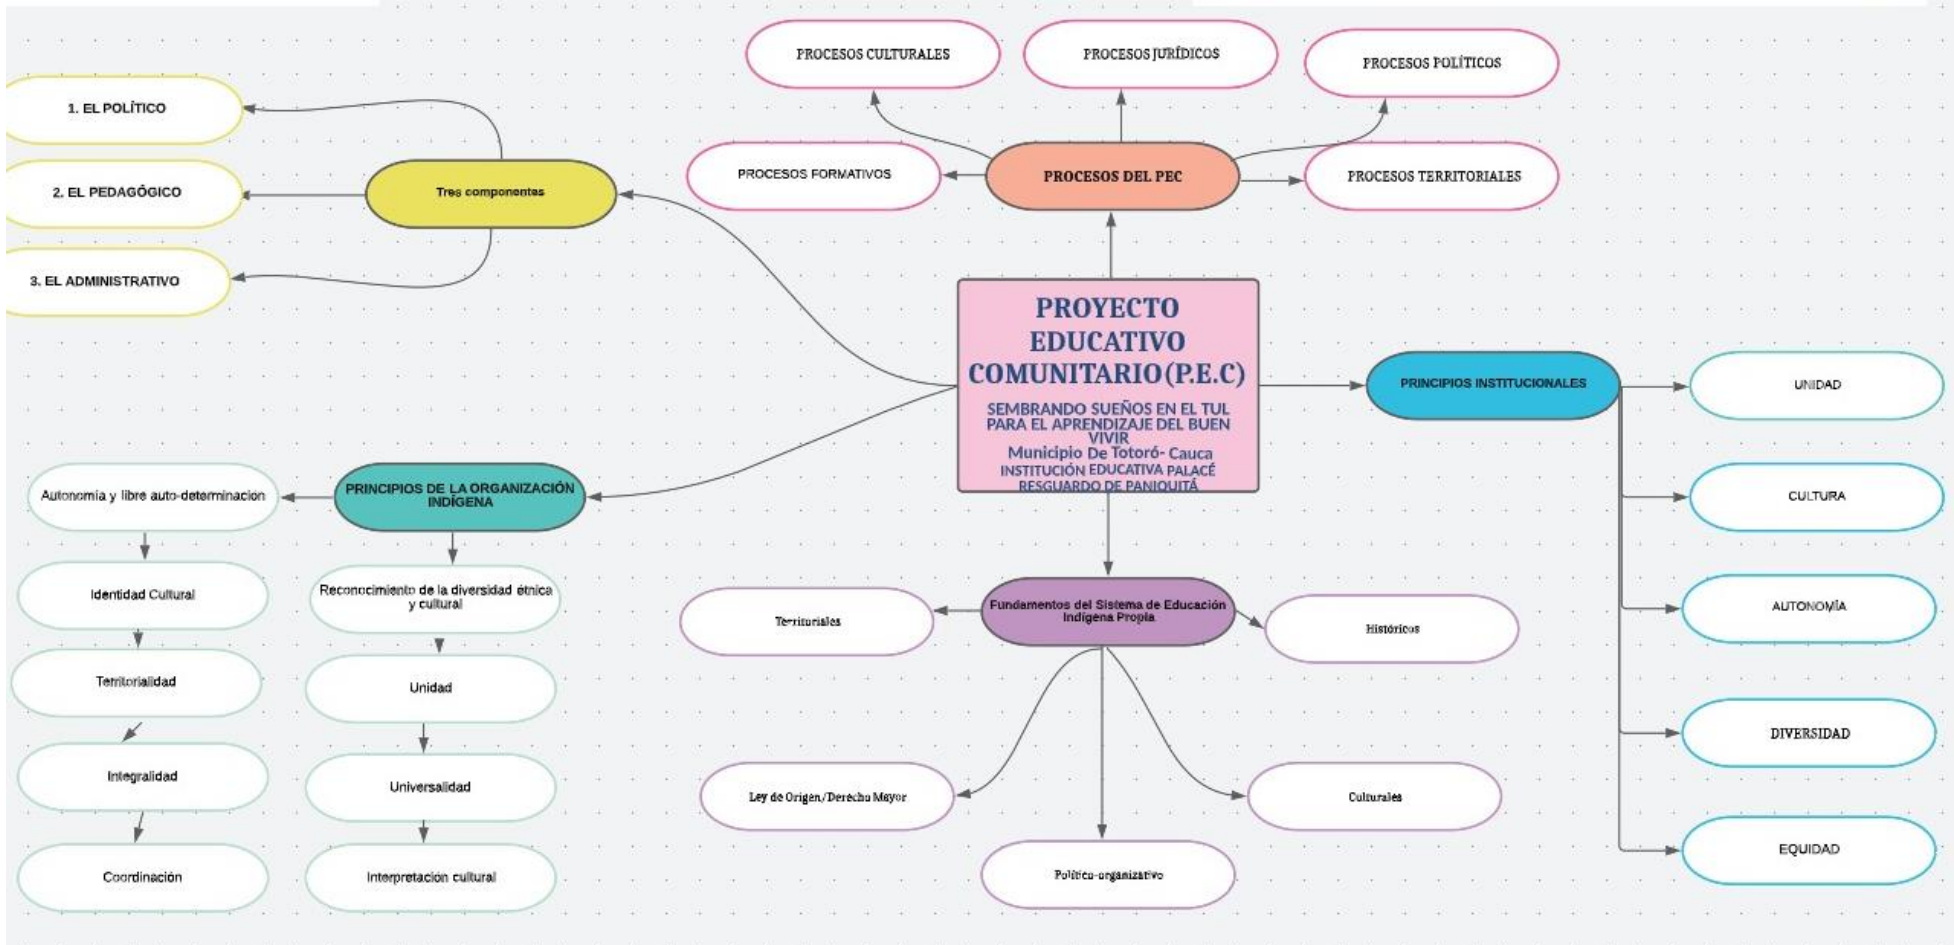 PROCESOS CULTURALES
PROCESOS JURÍDICOS
PROCESOS POLÍTICOS
1. EL POLÍTICO
2. EL PEDAGÓGICO
3. EL ADMINISTRATIVO
Tres componentes
PROCESOS FORMATIVOS
PROCESOS DEL PEC
PROCESOS TERRITORIALES
PROYECTO
EDUCATIVO
COMUNITARIO(P.E.C)
SEMBRANDO SUEÑOS EN EL TUL
PARA EL APRENDIZAJE DEL BUEN
VIVIR
Municipio De Totoró- Cauca
INSTITUCIÓN EDUCATIVA PALACÉ
RESGUARDO DE PANIQUITÁ
PRINCIPIOS INSTITUCIONALES
UNIDAD
CULTURA
AUTONOMÍA
DIVERSIDAD
EQUIDAD
PRINCIPIOS DE LA ORGANIZACIÓN
INDÍGENA
Autonomía y libre auto-determinación
Identidad Cultural
Territorialidad
Integralidad
Coordinación
Reconocimiento de la diversidad étnica
y cultural
Unidad
Universalidad
Interpretación cultural
Fundamentos del Sistema de Educación
Indígena Propia
Territoriales
Históricos
Ley de Origen/Derecho Mayor
Culturales
Político-organizativo